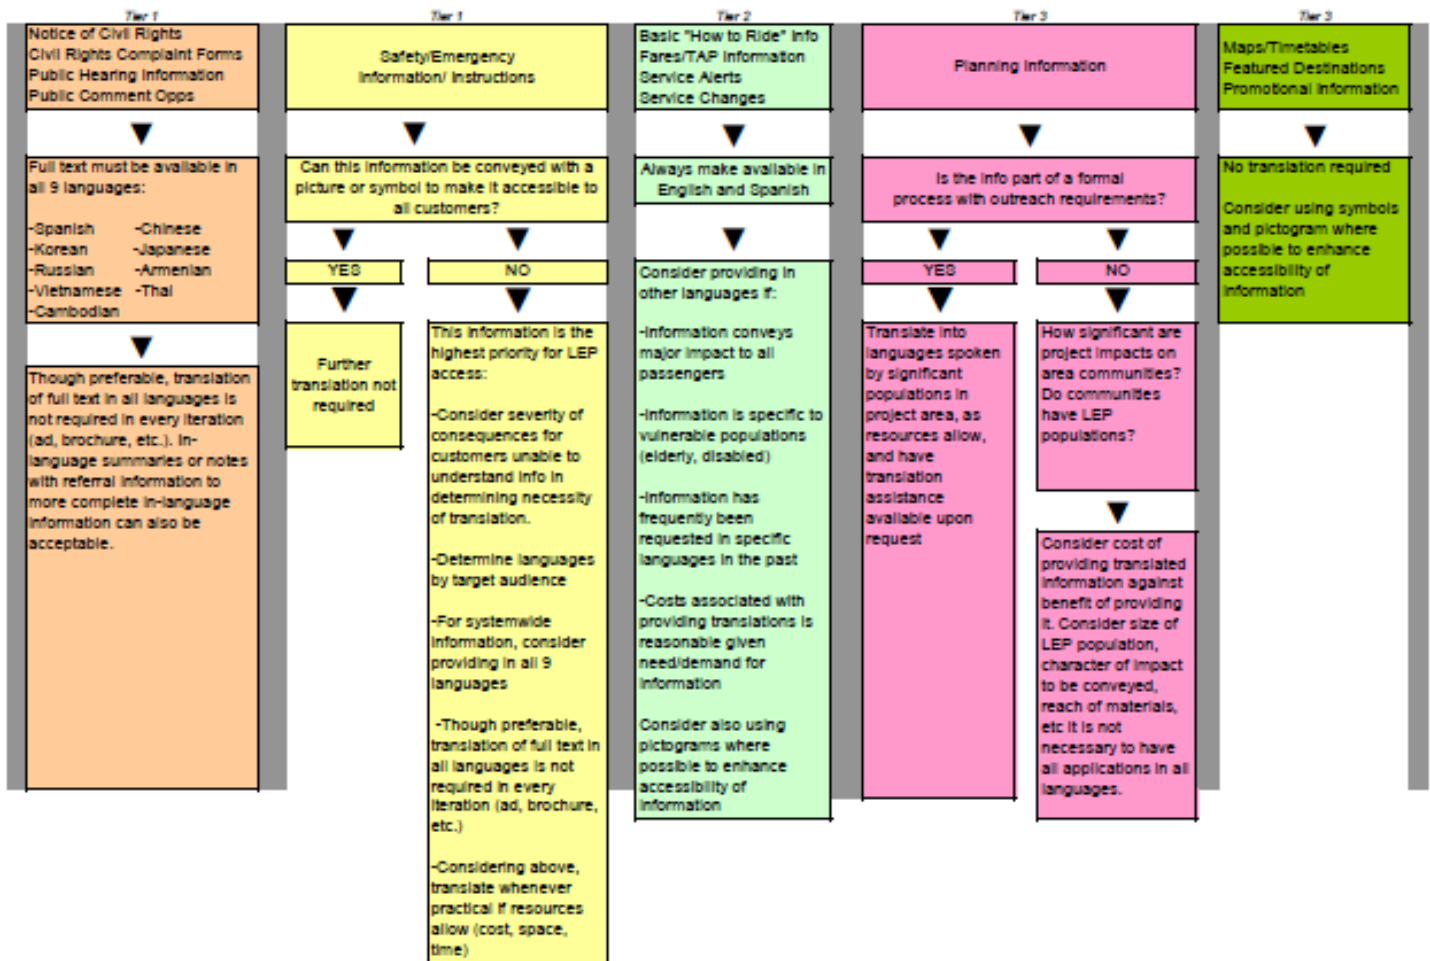 Tier 1
Notice of Civil Rights
Civil Rights Complaint Forms
Public Hearing Information
Public Comment Opps
Full text must be available in
all 9 languages:
-Spanish -Chinese
-Korean -Japanese
-Russian -Armenian
-Vietnamese -Thai
-Cambodian
Though preferable, translation
of full text in all languages is
not required in every iteration
(ad, brochure, etc.). In-
language summaries or notes
with referral information to
more complete in-language
information can also be
acceptable.
Tier 1
Safety/Emergency
Information/ Instructions
Can this information be conveyed with a
picture or symbol to make it accessible to
all customers?
YES
Further
translation not
required
NO
This information is the
highest priority for LEP
access:
-Consider severity of
consequences for
customers unable to
understand info in
determining necessity
of translation.
-Determine languages
by target audience
-For systemwide
information, consider
providing in all 9
languages
-Though preferable,
translation of full text in
all languages is not
required in every
iteration (ad, brochure,
etc.)
-Considering above,
translate whenever
practical if resources
allow (cost, space,
time)
Tier 2
Basic "How to Ride" Info
Fares/TAP Information
Service Alerts
Service Changes
Always make available in
English and Spanish
Consider providing in
other languages if:
-Information conveys
major impact to all
passengers
-Information is specific to
vulnerable populations
(elderly, disabled)
-Information has
frequently been
requested in specific
languages in the past
-Costs associated with
providing translations is
reasonable given
need/demand for
information
Consider also using
pictograms where
possible to enhance
accessibility of
information
Tier 3
Planning Information
Is the info part of a formal
process with outreach requirements?
YES
Translate into
languages spoken
by significant
populations in
project area, as
resources allow,
and have
translation
assistance
available upon
request
NO
How significant are
project impacts on
area communities?
Do communities
have LEP
populations?
Consider cost of
providing translated
information against
benefit of providing
it. Consider size of
LEP population,
character of impact
to be conveyed,
reach of materials,
etc it is not
necessary to have
all applications in all
languages.
Tier 3
Maps/Timetables
Featured Destinations
Promotional Information
No translation required
Consider using symbols
and pictogram where
possible to enhance
accessibility of
information